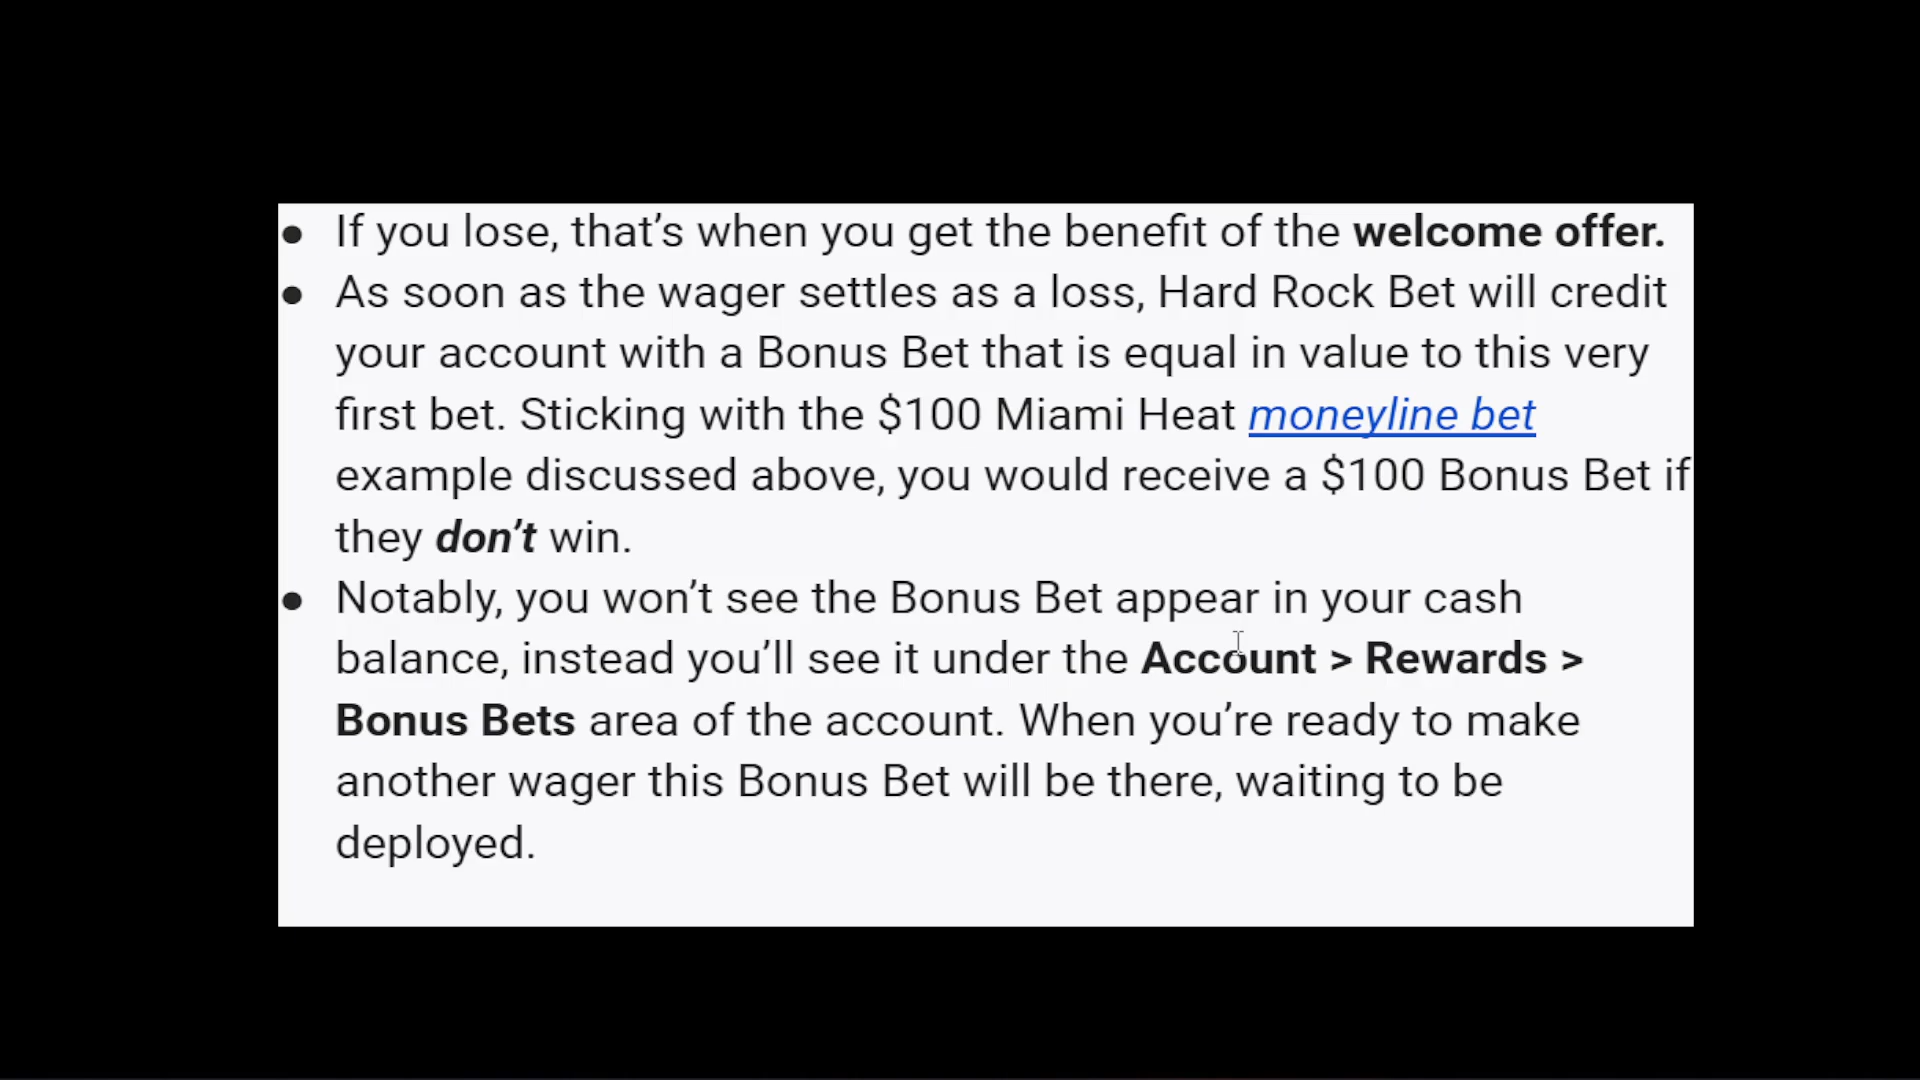 ● If you lose, that’s when you get the benefit of the welcome offer.
● As soon as the wager settles as a loss, Hard Rock Bet will credit
your account with a Bonus Bet that is equal in value to this very
first bet. Sticking with the $100 Miami Heat moneyline bet
example discussed above, you would receive a $100 Bonus Bet if
they don’t win.
● Notably, you won’t see the Bonus Bet appear in your cash
balance, instead you’ll see it under the Account > Rewards >
Bonus Bets area of the account. When you’re ready to make
another wager this Bonus Bet will be there, waiting to be
deployed.